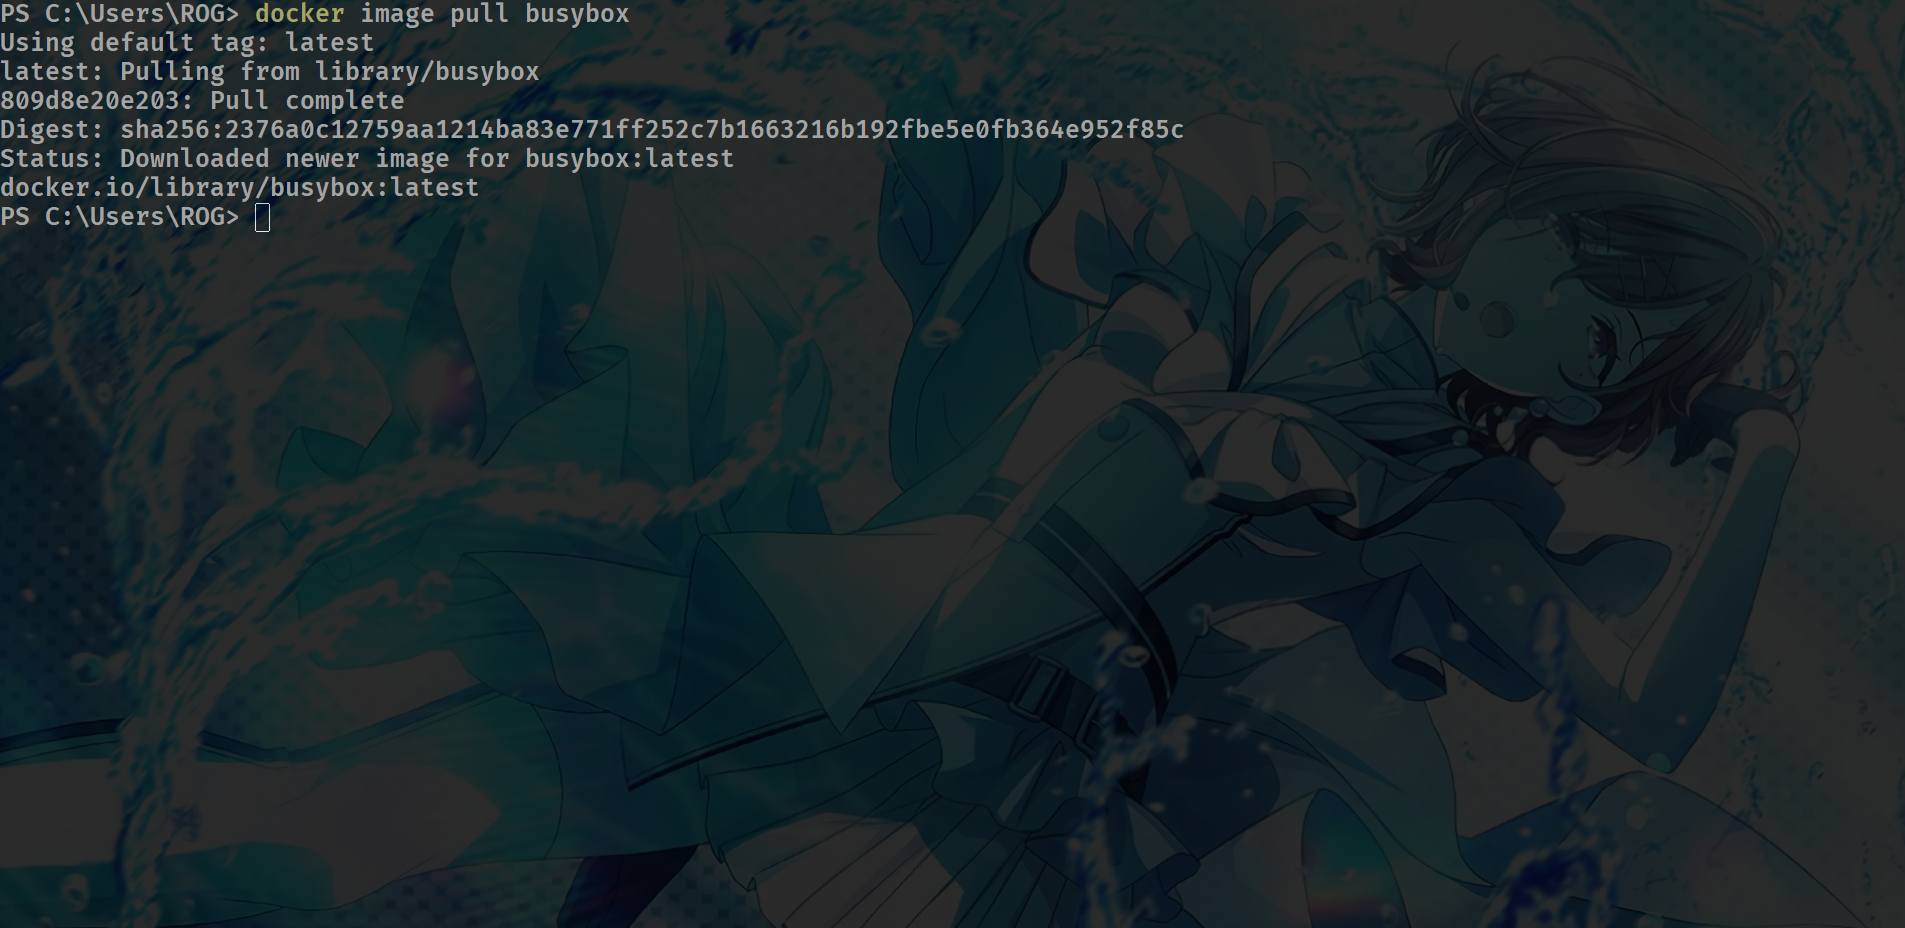 PS C:\Users\ROG> docker image pull busybox
Using default tag: latest
latest: Pulling from library/busybox
809d8e20e203: Pull complete
Digest: sha256:2376a0c12759aa1214ba83e771ff252c7b1663216b192fbe5e0fb364e952f85c
Status: Downloaded newer image for busybox:latest
docker.io/library/busybox:latest
PS C:\Users\ROG>